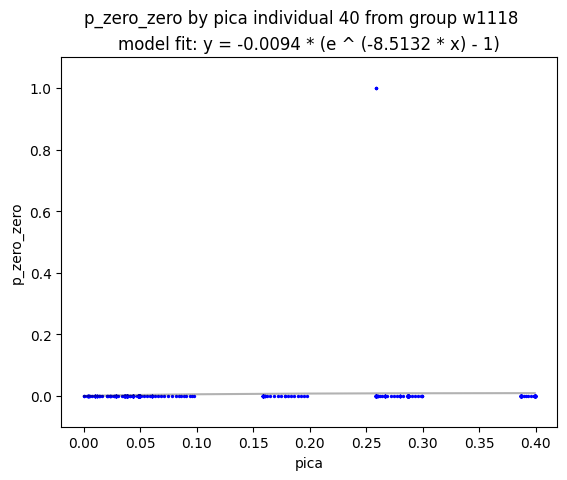 p_zero_zero by pica individual 40 from group w1118
model fit: y = -0.0094 * (e ^ (-8.5132 * x) - 1)
1.0
0.8
0.6
0.4
0.2
0.0
p_zero_zero
0.00 0.05 0.10 0.15 0.20 0.25 0.30 0.35 0.40
pica